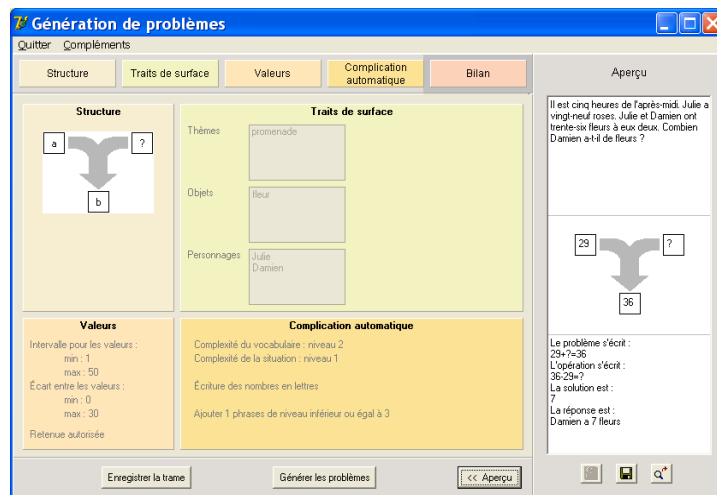 Génération de problèmes
Quitter Compléments
Structure
Traits de surface
Valeurs
Complication
automatique
Bilan
Aperçu
Structure
a
?
b
Traits de surface
Thèmes
promenade
Objets
fleur
Personnages
Julie
Damien
Valeurs
Intervalle pour les valeurs :
min : 1
max : 50
Écart entre les valeurs :
min : 0
max : 30
Retenue autorisée
Complication automatique
Complexité du vocabulaire : niveau 2
Complexité de la situation : niveau 1
Écriture des nombres en lettres
Ajouter 1 phrases de niveau inférieur ou égal à 3
Enregistrer la trame
Générer les problèmes
<< Aperçu
Il est cinq heures de l'après-midi. Julie a
vingt-neuf roses. Julie et Damien ont
trente-six fleurs à eux deux. Combien
Damien a-t-il de fleurs ?
29
?
36
Le problème s'écrit :
29+?=36
L'opération s'écrit :
36-29=?
La solution est :
7
La réponse est :
Damien a 7 fleurs